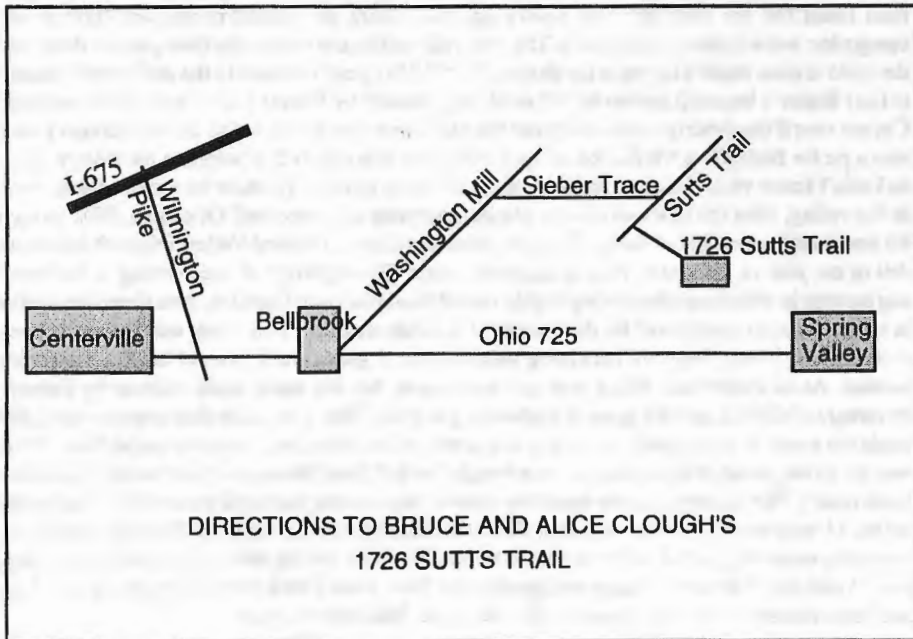 I-675
Wilmington
Pike
Washington Mill
Sieber Trace
Sutts Trail
1726 Sutts Trail
Centerville
Bellbrook
Ohio 725
Spring
Valley
DIRECTIONS TO BRUCE AND ALICE CLOUGH'S
1726 SUTTS TRAIL